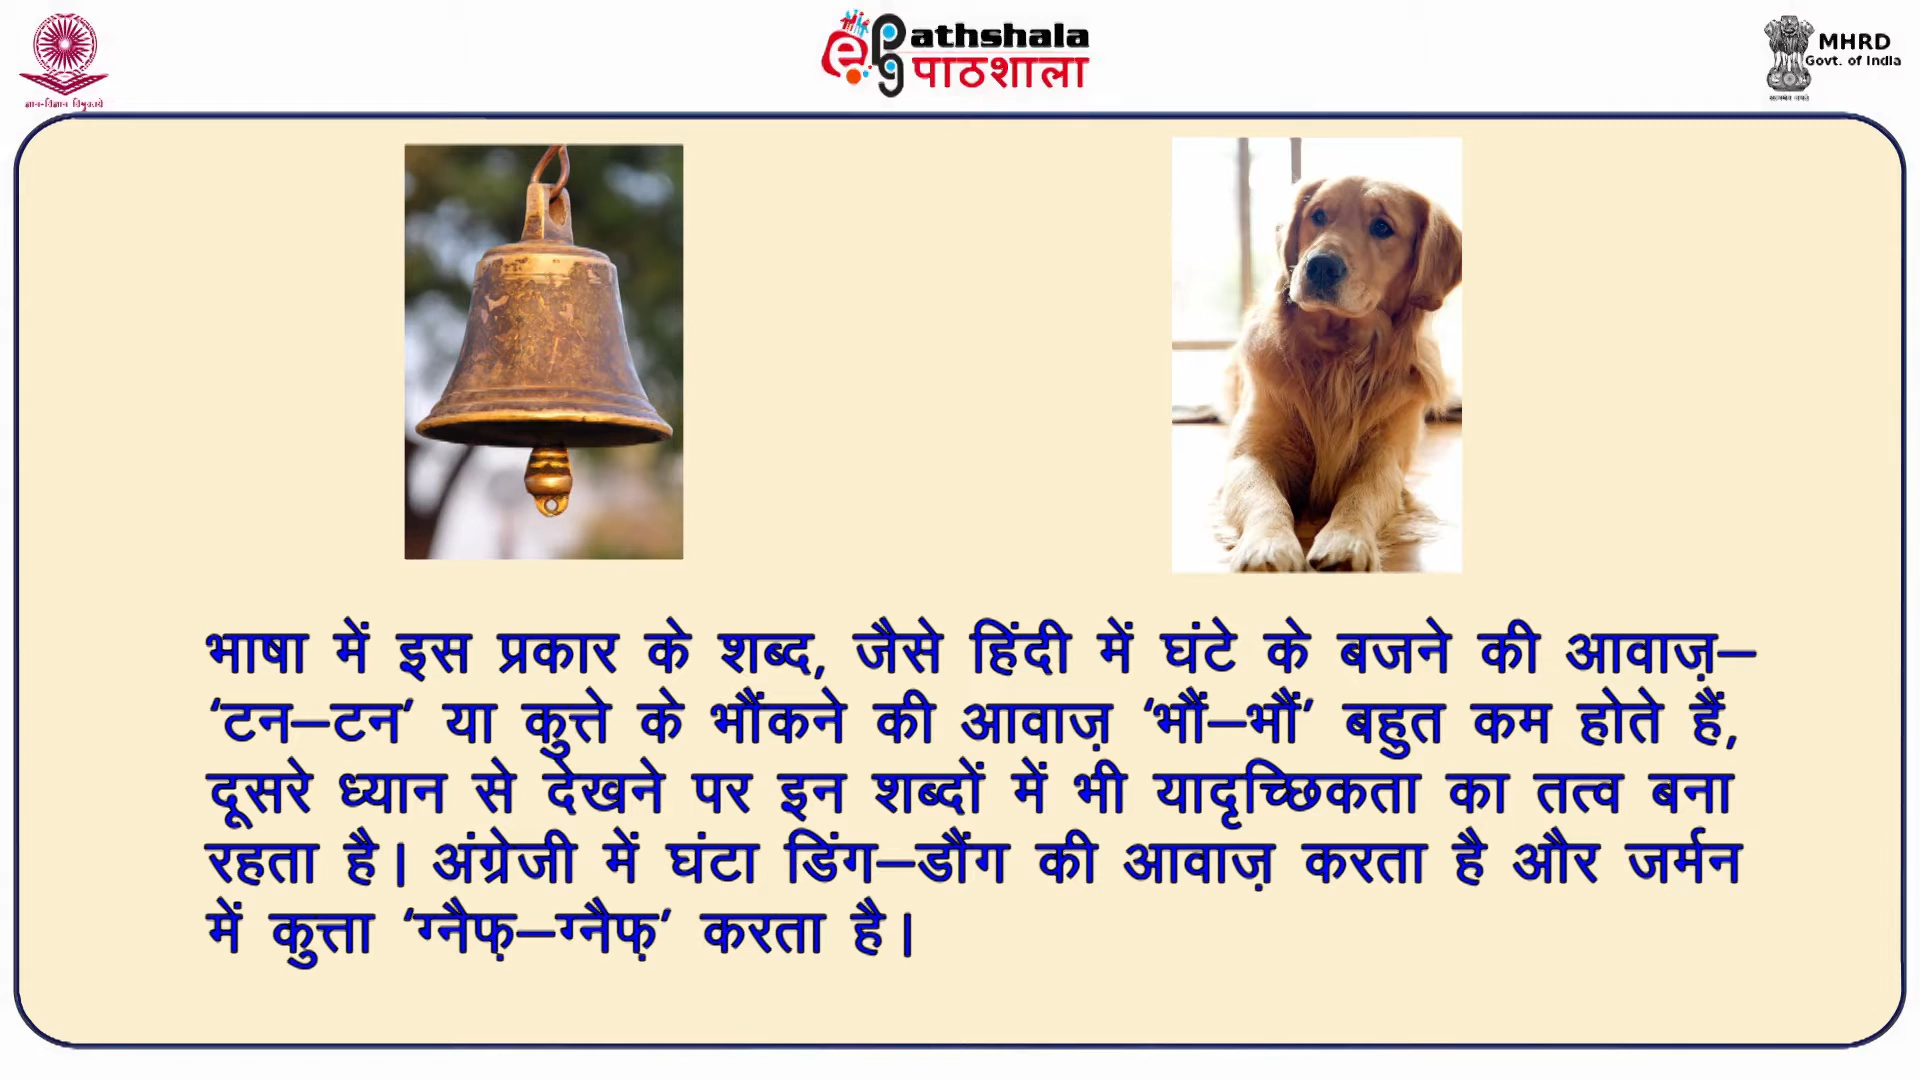 athshala
पाठशाला
MHRD
Govt. of India
भाषा में इस प्रकार के शब्द, जैसे हिंदी में घंटे के बजने की आवाज़–
‘टन–टन’ या कुत्ते के भौंकने की आवाज़ ‘भौं–भौं’ बहुत कम होते हैं,
दूसरे ध्यान से देखने पर इन शब्दों में भी यादृच्छिकता का तत्व बना
रहता है। अंग्रेजी में घंटा डिंग–डौंग की आवाज़ करता है और जर्मन
में कुत्ता ‘ग्नैफ़–ग्नैफ़’ करता है।